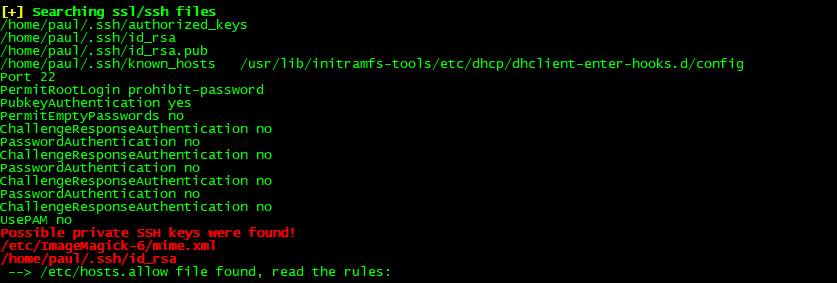 [+] Searching ssl/ssh files
/home/paul/.ssh/authorized_keys
/home/paul/.ssh/id_rsa
/home/paul/.ssh/id_rsa.pub
/home/paul/.ssh/known_hosts   /usr/lib/initramfs-tools/etc/dhcp/dhclient-enter-hooks.d/config
Port 22
PermitRootLogin prohibit-password
PubkeyAuthentication yes
PermitEmptyPasswords no
ChallengeResponseAuthentication no
PasswordAuthentication no
ChallengeResponseAuthentication no
PasswordAuthentication no
ChallengeResponseAuthentication no
PasswordAuthentication no
ChallengeResponseAuthentication no
UsePAM no
Possible private SSH keys were found!
/etc/ImageMagick-6/mime.xml
/home/paul/.ssh/id_rsa
--> /etc/hosts.allow file found, read the rules: